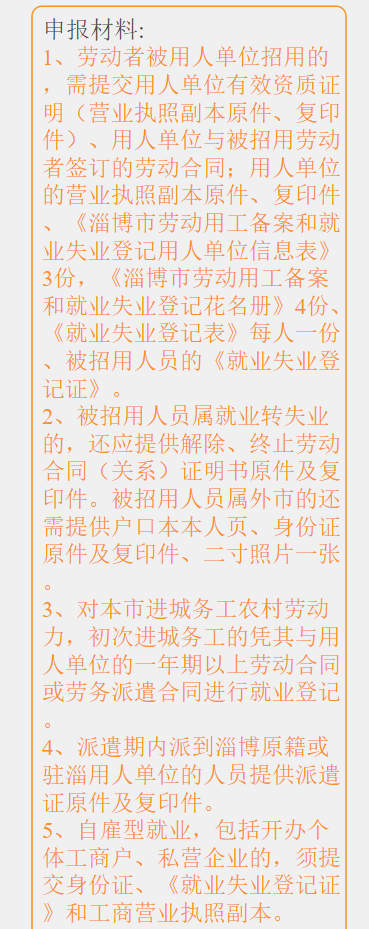 申报材料:
1、劳动者被用人单位招用的
，需提交用人单位有效资质证
明（营业执照副本原件、复印
件）、用人单位与被招用劳动
者签订的劳动合同；用人单位
的营业执照副本原件、复印件
、《淄博市劳动用工备案和就
业失业登记用人单位信息表》
3份，《淄博市劳动用工备案
和就业失业登记花名册》4份、
《就业失业登记表》每人一份
、被招用人员的《就业失业登
记证》。
2、被招用人员属就业转失业
的，还应提供解除、终止劳动
合同（关系）证明书原件及复
印件。被招用人员属外市的还
需提供户口本本人页、身份证
原件及复印件、二寸照片一张
。
3、对本市进城务工农村劳动
力，初次进城务工的凭其与用
人单位的一年期以上劳动合同
或劳务派遣合同进行就业登记
。
4、派遣期内派到淄博原籍或
驻淄用人单位的人员提供派遣
证原件及复印件。
5、自雇型就业，包括开办个
体工商户、私营企业的，须提
交身份证、《就业失业登记证
》和工商营业执照副本。